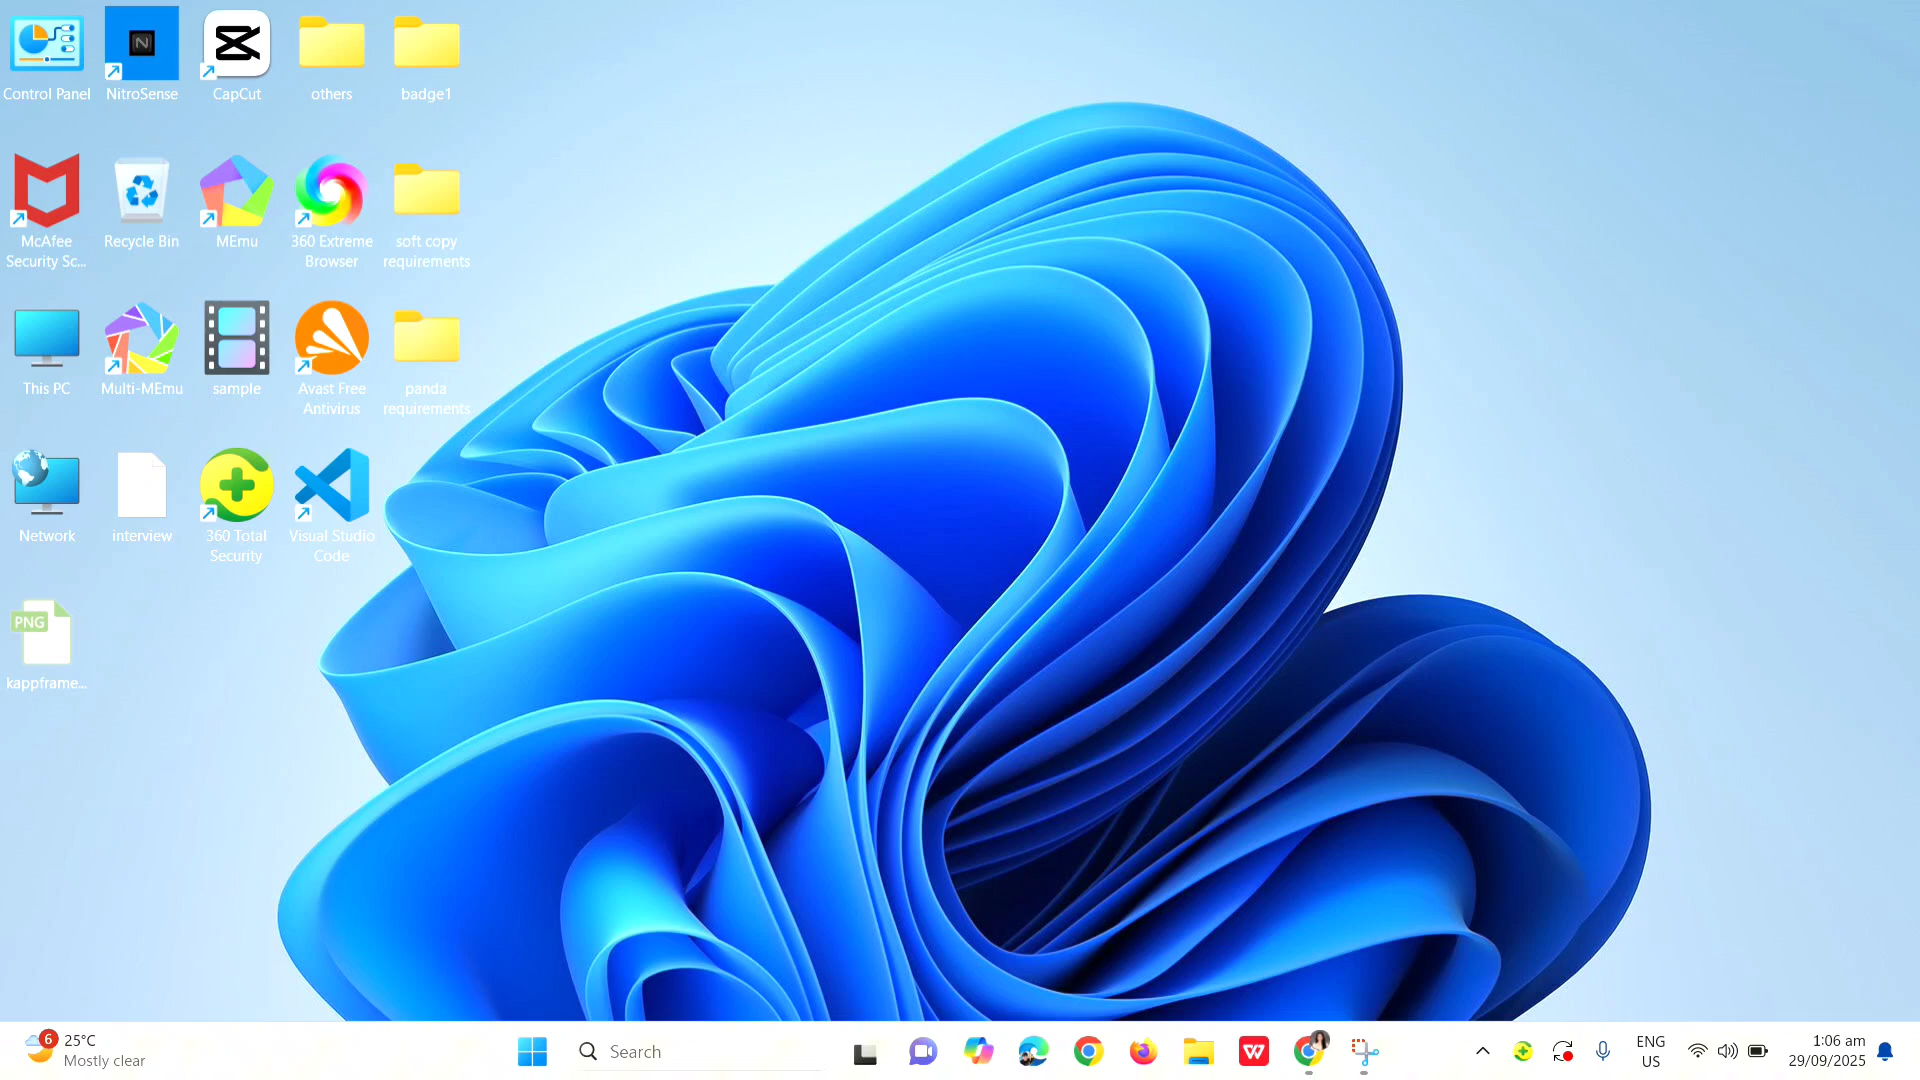 Control Panel
NitroSense
CapCut
others
badge1
McAfee
Security Sc...
Recycle Bin
MEmu
360 Extreme
Browser
soft copy
requirements
This PC
Multi-MEmu
sample
Avast Free
Antivirus
panda
requirements
Network
interview
360 Total
Security
Visual Studio
Code
PNG
kappframe...
6
25°C
Mostly clear
Search
W
ENG
US
1:06 am
29/09/2025